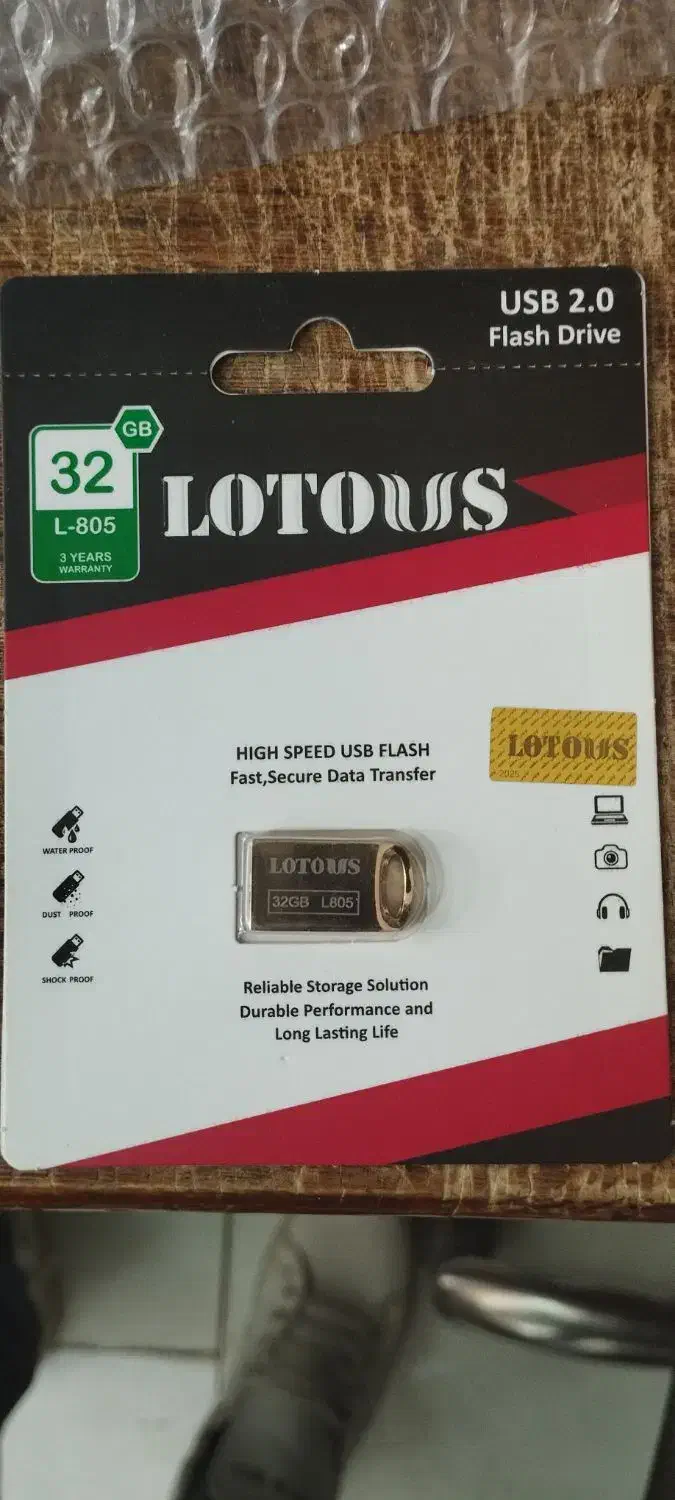 USB 2.0
Flash Drive
GB
32
L-805
3 YEARS
WARRANTY
LOTOUS
HIGH SPEED USB FLASH
Fast,Secure Data Transfer
LOTOUS
2025
WATER PROOF
DUST PROOF
SHOCK PROOF
LOTOUS
32GB L805
Reliable Storage Solution
Durable Performance and
Long Lasting Life